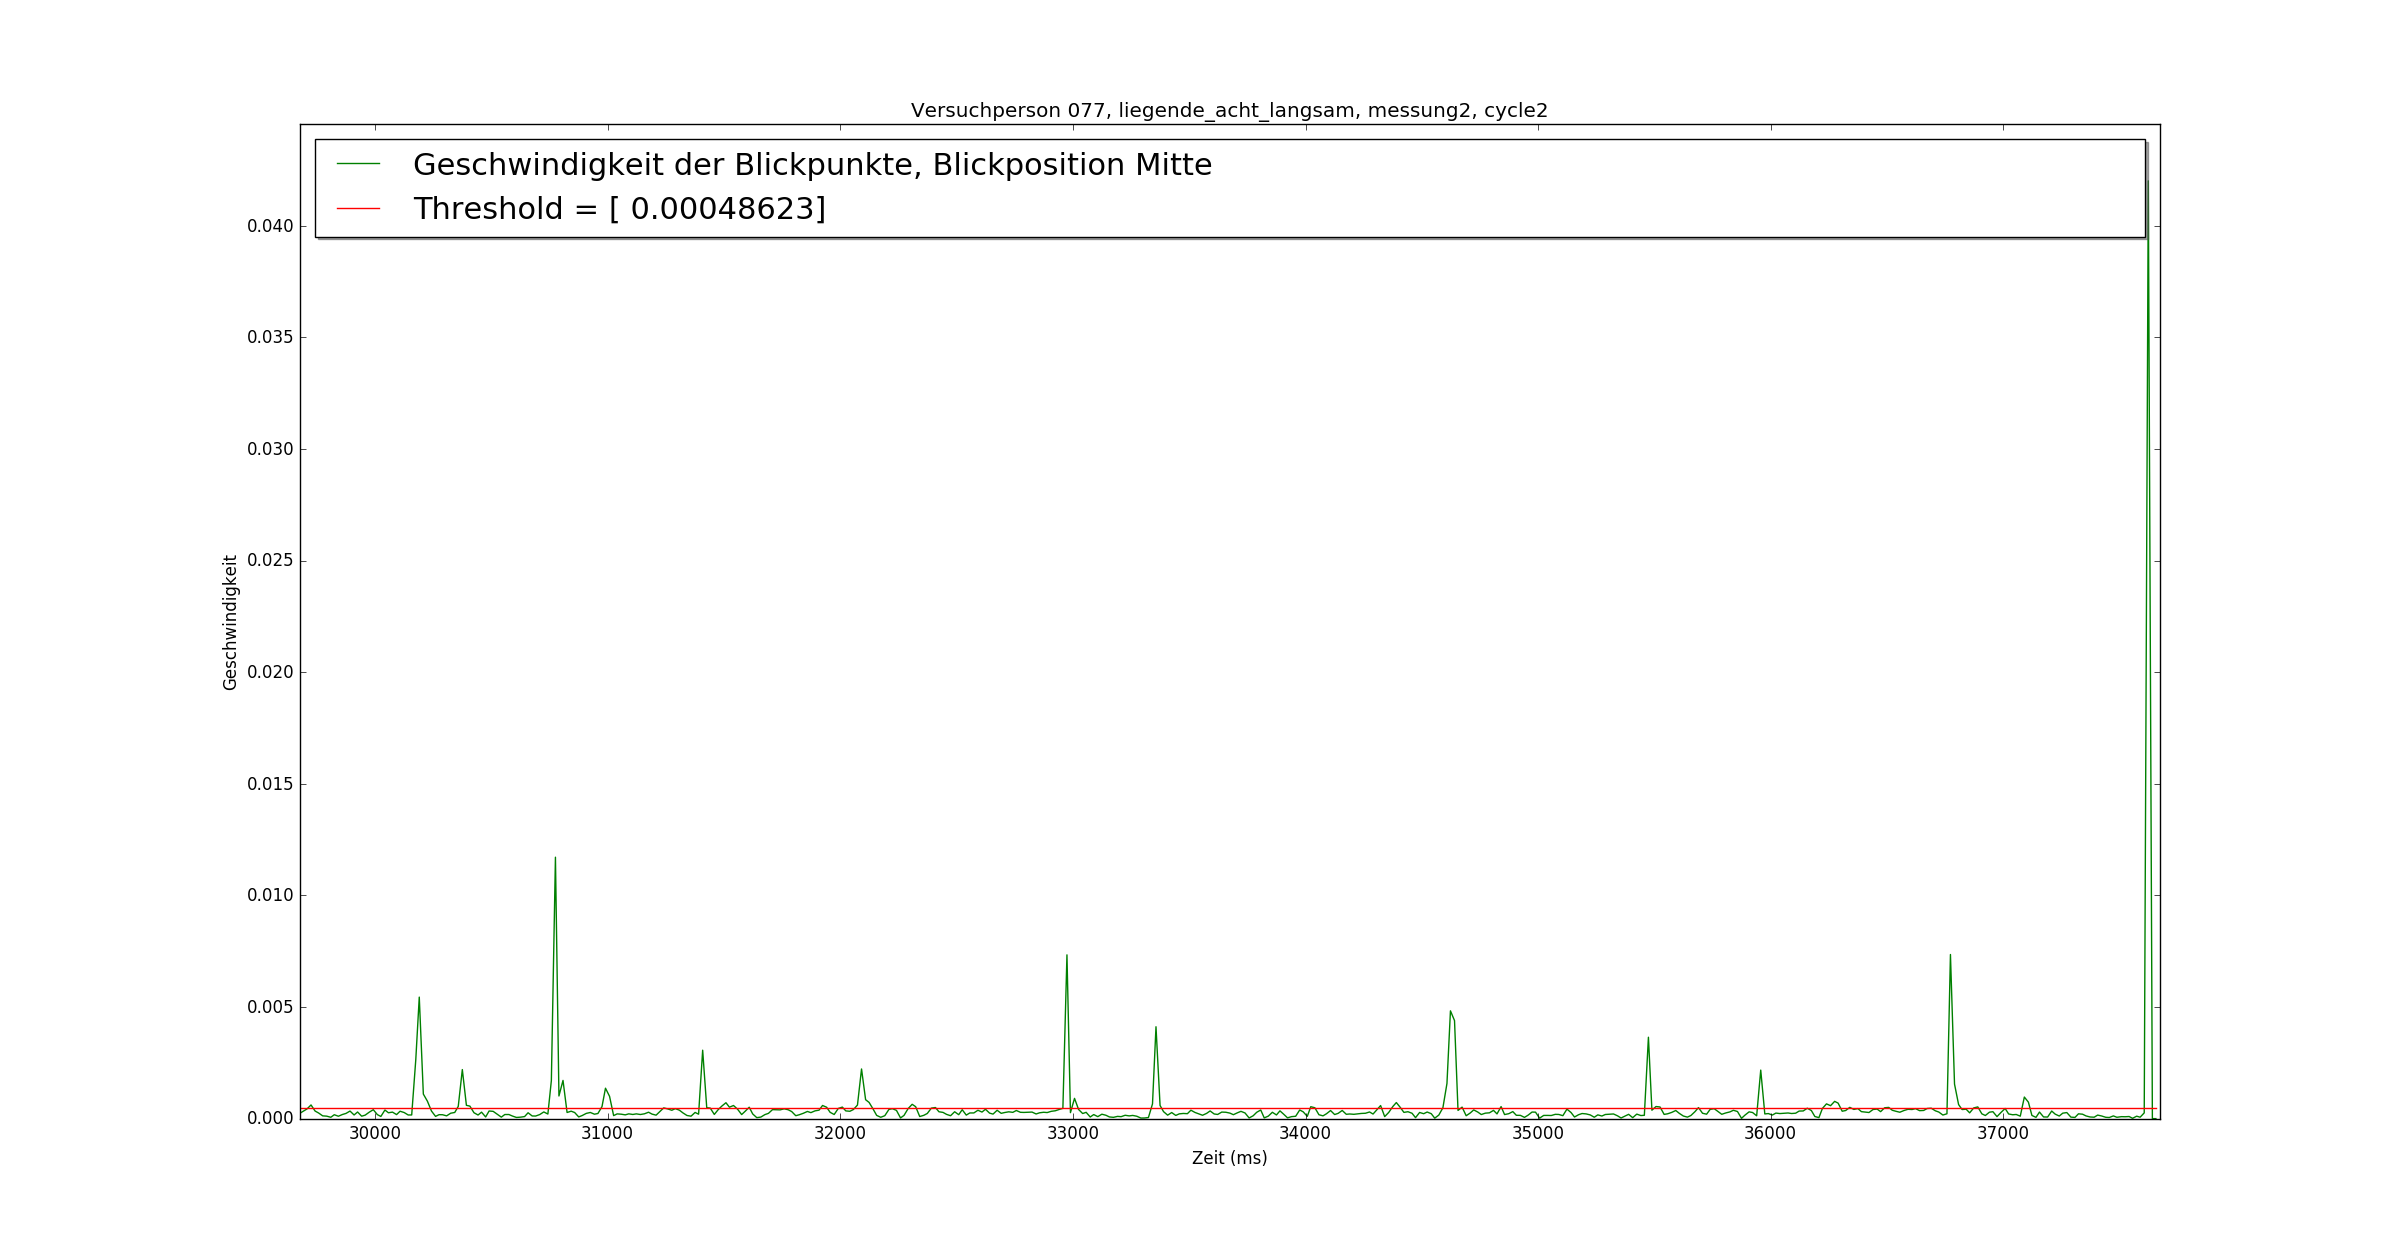 Versuchperson 077, liegende_acht_langsam, messung2, cycle2
Geschwindigkeit der Blickpunkte, Blickposition Mitte
Threshold = [ 0.00048623]
0.040
0.035
0.030
0.025
0.020
0.015
0.010
0.005
0.000
Geschwindigkeit
30000 31000 32000 33000 34000 35000 36000 37000
Zeit (ms)